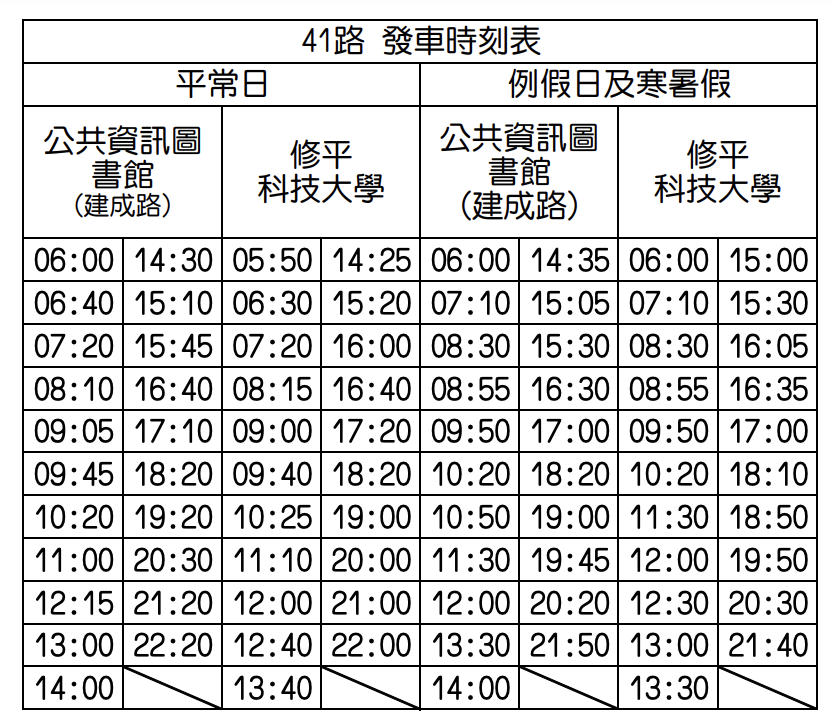 41路 發車時刻表
平常日 例假日及寒暑假
公共資訊圖
書館
(建成路)
修平
科技大學
公共資訊圖
書館
(建成路)
修平
科技大學
06:00 14:30 05:50 14:25 06:00 14:35 06:00 15:00
06:40 15:10 06:30 15:20 07:10 15:05 07:10 15:30
07:20 15:45 07:20 16:00 08:30 15:30 08:30 16:05
08:10 16:40 08:15 16:40 08:55 16:30 08:55 16:35
09:05 17:10 09:00 17:20 09:50 17:00 09:50 17:00
09:45 18:20 09:40 18:20 10:20 18:20 10:20 18:10
10:20 19:20 10:25 19:00 10:50 19:00 11:30 18:50
11:00 20:30 11:10 20:00 11:30 19:45 12:00 19:50
12:15 21:20 12:00 21:00 12:00 20:20 12:30 20:30
13:00 22:20 12:40 22:00 13:30 21:50 13:00 21:40
14:00 13:40 14:00 13:30